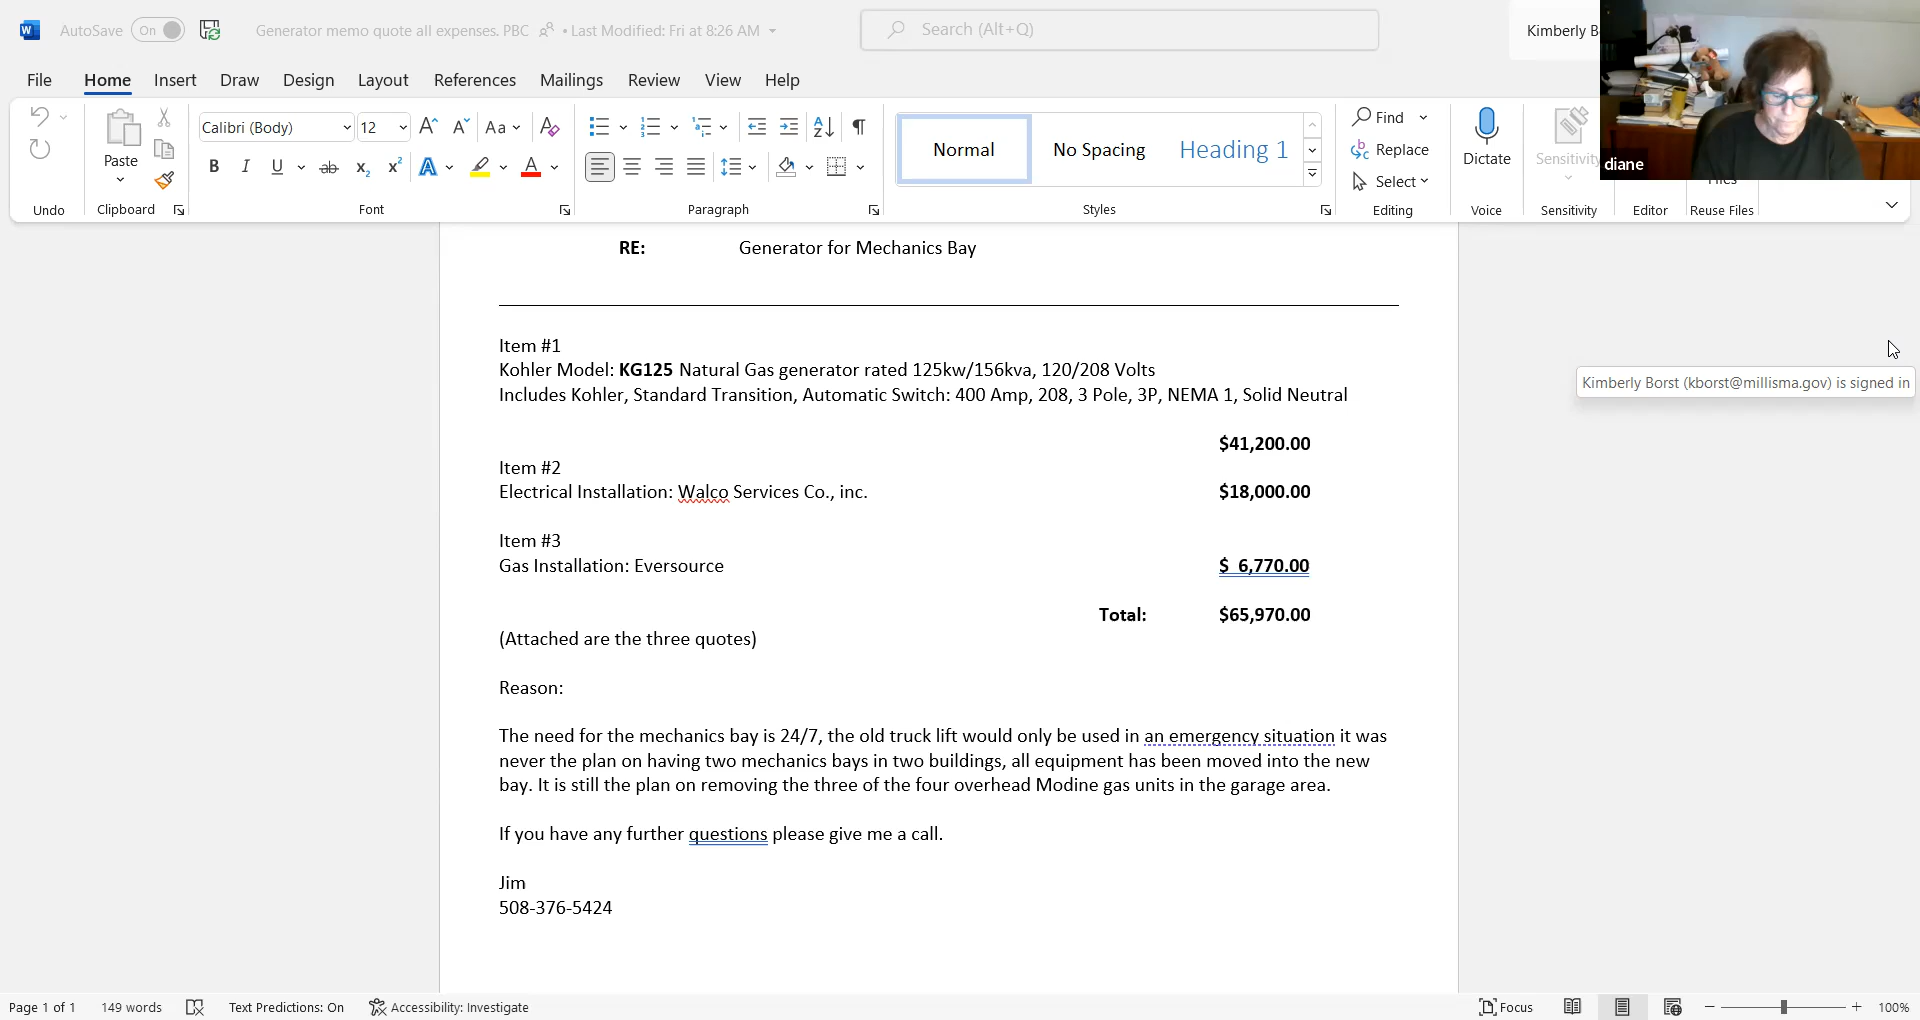 AutoSave On Generator memo quote all expenses. PBC • Last Modified: Fri at 8:26 AM Search (Alt+Q) Kimberly B
File Home Insert Draw Design Layout References Mailings Review View Help
Paste
Calibri (Body) 12 Aa
B I U ab x₂ x² A A
Normal No Spacing Heading 1
Find
Replace
Select
Dictate
Sensitivity
diane
Undo Clipboard Font Paragraph Styles Editing Voice Sensitivity Editor Reuse Files
RE: Generator for Mechanics Bay
Item #1
Kohler Model: KG125 Natural Gas generator rated 125kw/156kva, 120/208 Volts
Includes Kohler, Standard Transition, Automatic Switch: 400 Amp, 208, 3 Pole, 3P, NEMA 1, Solid Neutral
Kimberly Borst (kborst@millisma.gov) is signed in
$41,200.00
Item #2
Electrical Installation: Walco Services Co., inc. $18,000.00
Item #3
Gas Installation: Eversource $ 6,770.00
Total: $65,970.00
(Attached are the three quotes)
Reason:
The need for the mechanics bay is 24/7, the old truck lift would only be used in an emergency situation it was
never the plan on having two mechanics bays in two buildings, all equipment has been moved into the new
bay. It is still the plan on removing the three of the four overhead Modine gas units in the garage area.
If you have any further questions please give me a call.
Jim
508-376-5424
Page 1 of 1 149 words Text Predictions: On Accessibility: Investigate Focus 100%